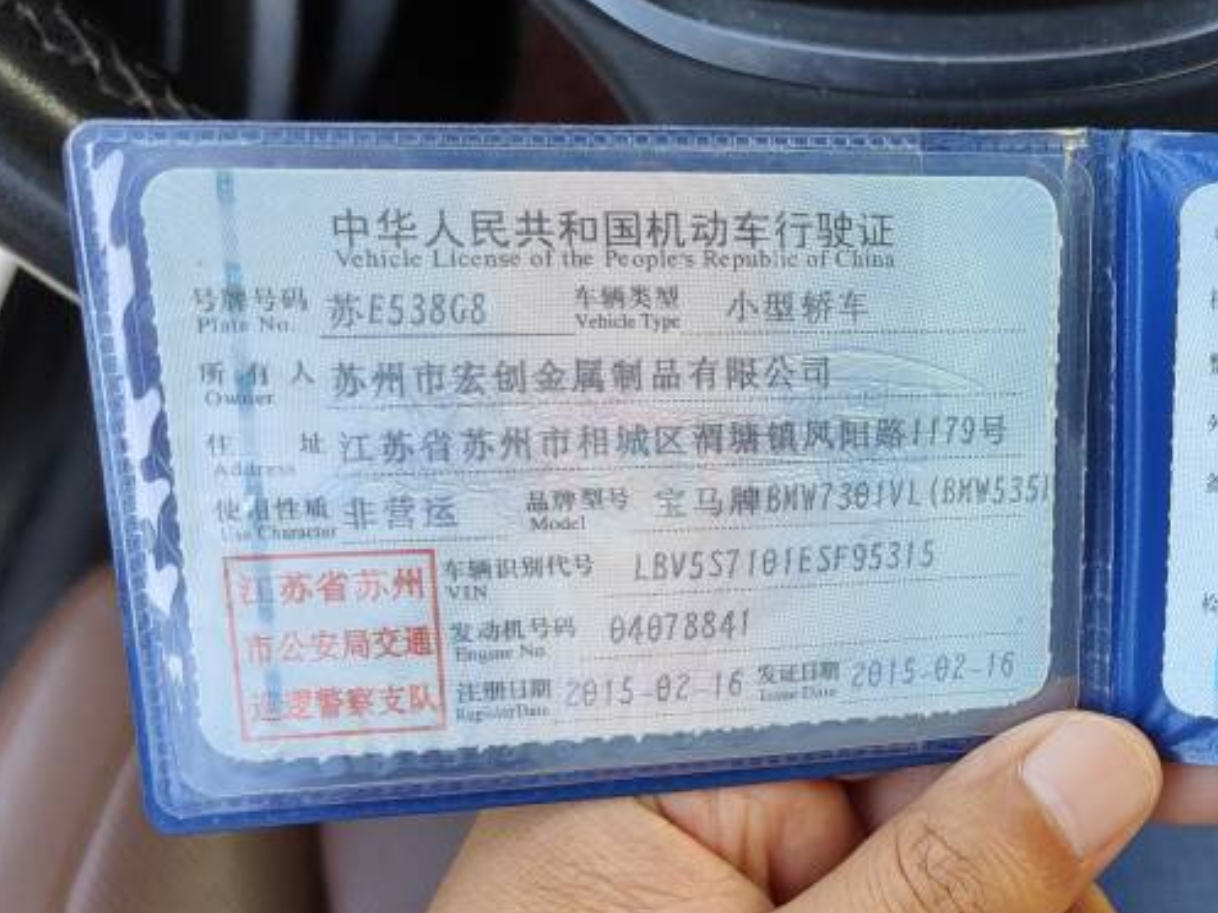 中华人民共和国机动车行驶证
Vehicle License of the People's Republic of China
号牌号码 苏E538G8 车辆类型 小型轿车
Plate No. Vehicle Type
所有人 苏州市宏创金属制品有限公司
Owner
住址 江苏省苏州市相城区渭塘镇凤阳路1179号
Address
使用性质 非营运 品牌型号 宝马牌BMW7301VL(BMW535
Use Character Model
江苏省苏州
市公安局交通
巡逻警察支队
车辆识别代号 LBV5S7101ESF95315
VIN
发动机号码 04078841
Engine No.
注册日期 2015-02-16 发证日期 2015-02-16
Register Date Issue Date